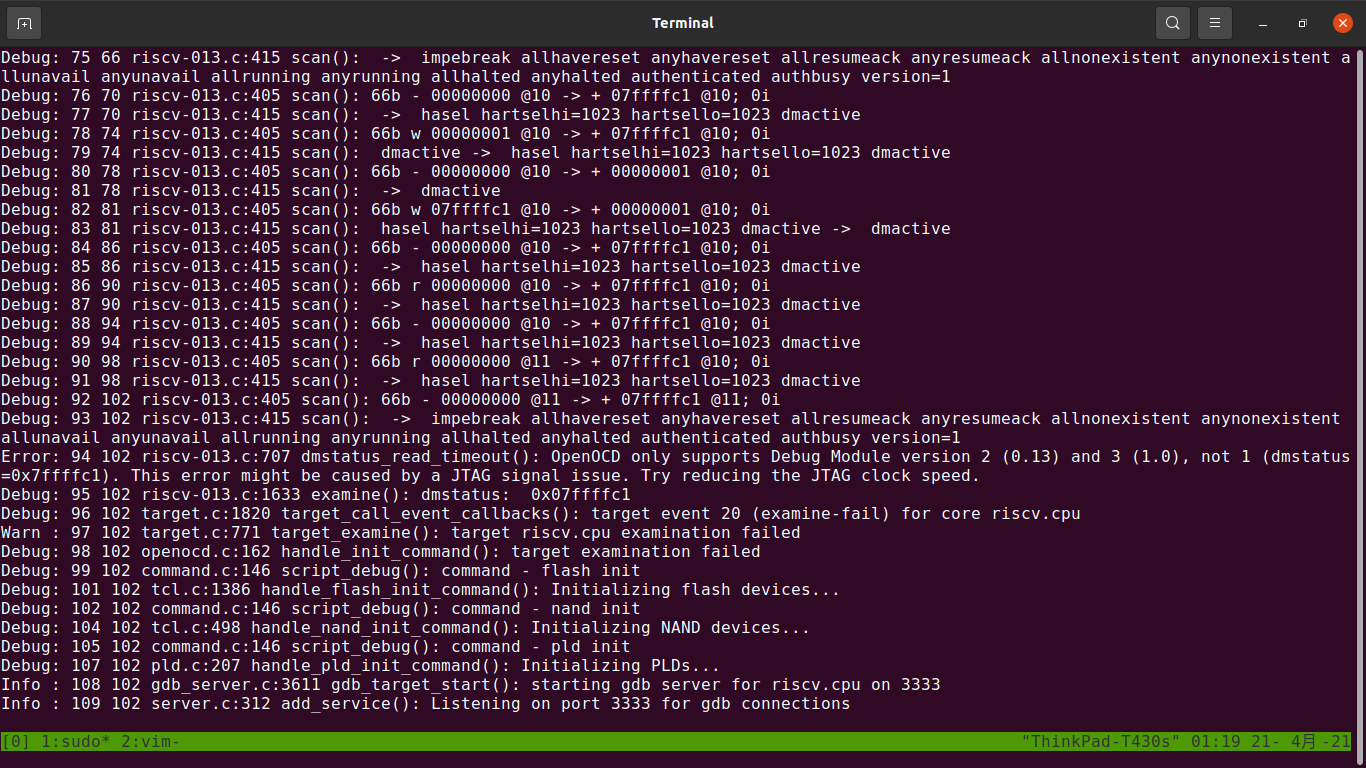 Terminal
Debug: 75 66 riscv-013.c:415 scan():  ->  impebreak allhavereset anyhavereset allresumeack anyresumeack allnonexistent anynonexistent a
llunavail anyunavail allrunning anyrunning allhalted anyhalted authenticated authbusy version=1
Debug: 76 70 riscv-013.c:405 scan(): 66b - 00000000 @10 -> + 07ffffc1 @10; 0i
Debug: 77 70 riscv-013.c:415 scan():  ->  hasel hartselhi=1023 hartsello=1023 dmactive
Debug: 78 74 riscv-013.c:405 scan(): 66b w 00000001 @10 -> + 07ffffc1 @10; 0i
Debug: 79 74 riscv-013.c:415 scan():  dmactive ->  hasel hartselhi=1023 hartsello=1023 dmactive
Debug: 80 78 riscv-013.c:405 scan(): 66b - 00000000 @10 -> + 00000001 @10; 0i
Debug: 81 78 riscv-013.c:415 scan():  ->  dmactive
Debug: 82 81 riscv-013.c:405 scan(): 66b w 07ffffc1 @10 -> + 00000001 @10; 0i
Debug: 83 81 riscv-013.c:415 scan():  hasel hartselhi=1023 hartsello=1023 dmactive ->  dmactive
Debug: 84 86 riscv-013.c:405 scan(): 66b - 00000000 @10 -> + 07ffffc1 @10; 0i
Debug: 85 86 riscv-013.c:415 scan():  ->  hasel hartselhi=1023 hartsello=1023 dmactive
Debug: 86 90 riscv-013.c:405 scan(): 66b r 00000000 @10 -> + 07ffffc1 @10; 0i
Debug: 87 90 riscv-013.c:415 scan():  ->  hasel hartselhi=1023 hartsello=1023 dmactive
Debug: 88 94 riscv-013.c:405 scan(): 66b - 00000000 @10 -> + 07ffffc1 @10; 0i
Debug: 89 94 riscv-013.c:415 scan():  ->  hasel hartselhi=1023 hartsello=1023 dmactive
Debug: 90 98 riscv-013.c:405 scan(): 66b r 00000000 @11 -> + 07ffffc1 @10; 0i
Debug: 91 98 riscv-013.c:415 scan():  ->  hasel hartselhi=1023 hartsello=1023 dmactive
Debug: 92 102 riscv-013.c:405 scan(): 66b - 00000000 @11 -> + 07ffffc1 @11; 0i
Debug: 93 102 riscv-013.c:415 scan():  ->  impebreak allhavereset anyhavereset allresumeack anyresumeack allnonexistent anynonexistent
allunavail anyunavail allrunning anyrunning allhalted anyhalted authenticated authbusy version=1
Error: 94 102 riscv-013.c:707 dmstatus_read_timeout(): OpenOCD only supports Debug Module version 2 (0.13) and 3 (1.0), not 1 (dmstatus
=0x7ffffc1). This error might be caused by a JTAG signal issue. Try reducing the JTAG clock speed.
Debug: 95 102 riscv-013.c:1633 examine(): dmstatus:  0x07ffffc1
Debug: 96 102 target.c:1820 target_call_event_callbacks(): target event 20 (examine-fail) for core riscv.cpu
Warn : 97 102 target.c:771 target_examine(): target riscv.cpu examination failed
Debug: 98 102 openocd.c:162 handle_init_command(): target examination failed
Debug: 99 102 command.c:146 script_debug(): command - flash init
Debug: 101 102 tcl.c:1386 handle_flash_init_command(): Initializing flash devices...
Debug: 102 102 command.c:146 script_debug(): command - nand init
Debug: 104 102 tcl.c:498 handle_nand_init_command(): Initializing NAND devices...
Debug: 105 102 command.c:146 script_debug(): command - pld init
Debug: 107 102 pld.c:207 handle_pld_init_command(): Initializing PLDs...
Info : 108 102 gdb_server.c:3611 gdb_target_start(): starting gdb server for riscv.cpu on 3333
Info : 109 102 server.c:312 add_service(): Listening on port 3333 for gdb connections
[0] 1:sudo* 2:vim- "ThinkPad-T430s" 01:19 21- 4月-21